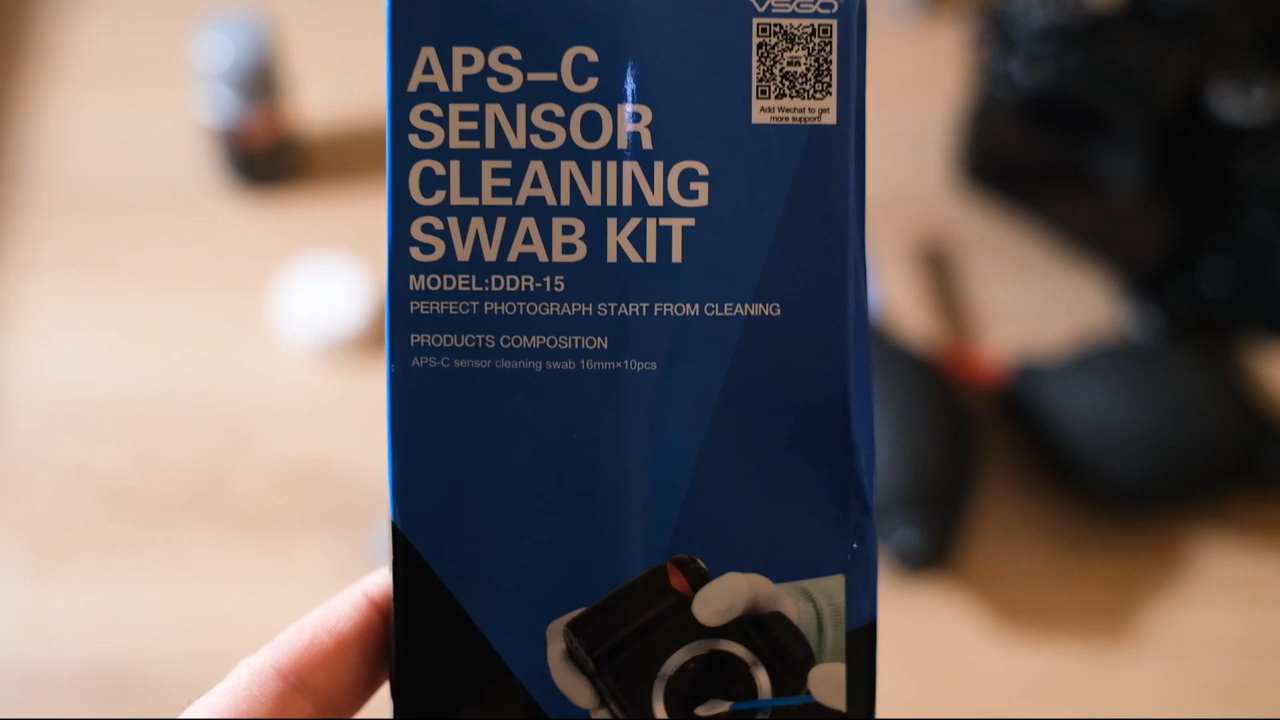 VSGO
Add Wechat to get
more support!
APS-C
SENSOR
CLEANING
SWAB KIT
MODEL:DDR-15
PERFECT PHOTOGRAPH START FROM CLEANING
PRODUCTS COMPOSITION
APS-C sensor cleaning swab 16mm×10pcs